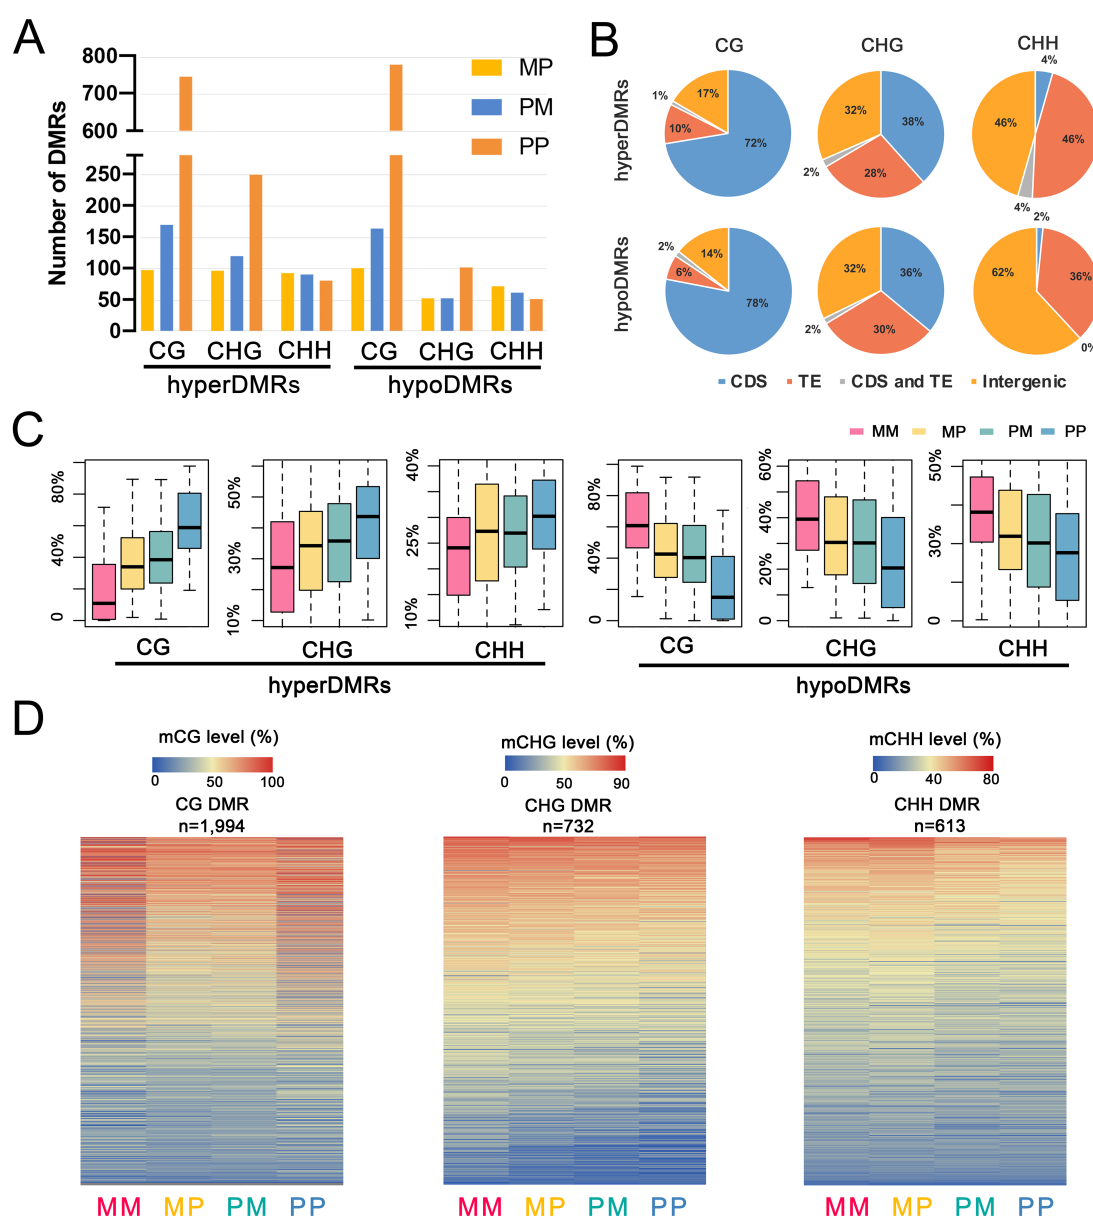 A
Number of DMRs
800
700
600
250
200
150
100
50
0
MP
PM
PP
CG CHG CHH CG CHG CHH
hyperDMRs hypoDMRs
B
CG CHG CHH
hyperDMRs
17%
1%
10%
72%
32%
38%
2%
28%
4%
46%
46%
4%
hypoDMRs
2%
14%
6%
78%
32%
36%
2%
30%
2%
62%
36%
0%
CDS TE CDS and TE Intergenic
C
MM MP PM PP
80%
40%
0
50%
30%
10%
40%
25%
10%
80%
40%
0
60%
40%
20%
0
50%
30%
0
CG CHG CHH CG CHG CHH
hyperDMRs hypoDMRs
D
mCG level (%)
0 50 100
CG DMR
n=1,994
mCHG level (%)
0 50 90
CHG DMR
n=732
mCHH level (%)
0 40 80
CHH DMR
n=613
MM MP PM PP MM MP PM PP MM MP PM PP